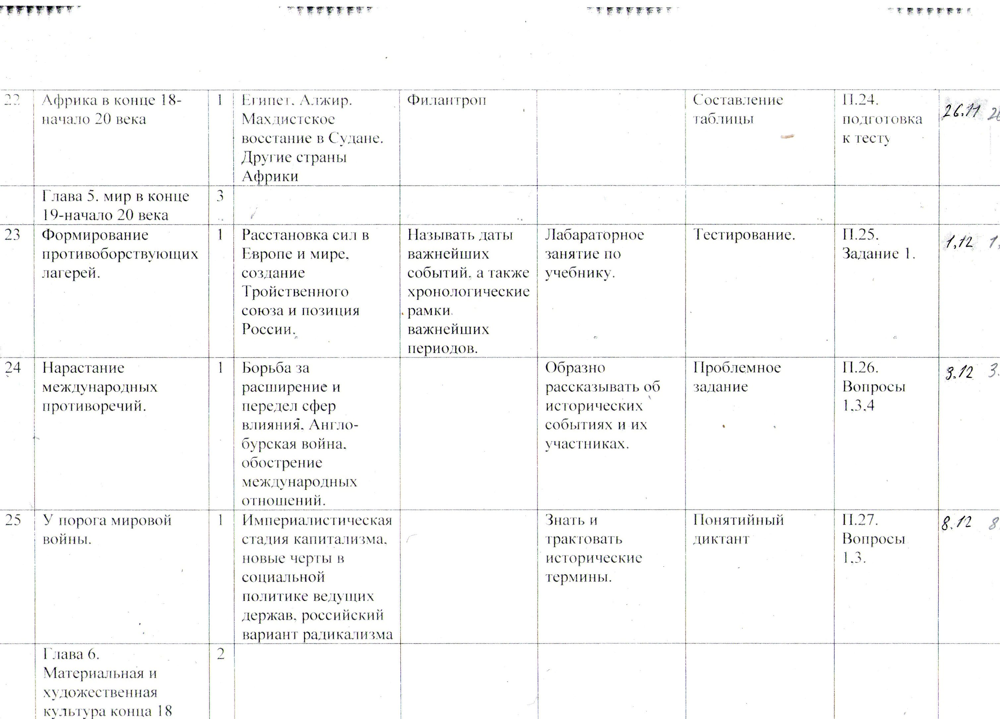 22
Африка в конце 18-
начало 20 века
1
Египет. Алжир.
Махдистское
восстание в Судане.
Другие страны
Африки
Филантроп
Составление
таблицы
П.24.
подготовка
к тесту
26.11
Глава 5. мир в конце
19-начало 20 века
3
23
Формирование
противоборствующих
лагерей.
1
Расстановка сил в
Европе и мире,
создание
Тройственного
союза и позиция
России.
Называть даты
важнейших
событий, а также
хронологические
рамки
важнейших
периодов.
Лабараторное
занятие по
учебнику.
Тестирование.
П.25.
Задание 1.
1.12
24
Нарастание
международных
противоречий.
1
Борьба за
расширение и
передел сфер
влияния. Англо-
бурская война,
обострение
международных
отношений.
Образно
рассказывать об
исторических
событиях и их
участниках.
Проблемное
задание
П.26.
Вопросы
1,3,4
3.12
25
У порога мировой
войны.
1
Империалистическая
стадия капитализма,
новые черты в
социальной
политике ведущих
держав, российский
вариант радикализма
Знать и
трактовать
исторические
термины.
Понятийный
диктант
П.27.
Вопросы
1,3.
8.12
Глава 6.
Материальная и
художественная
культура конца 18
2